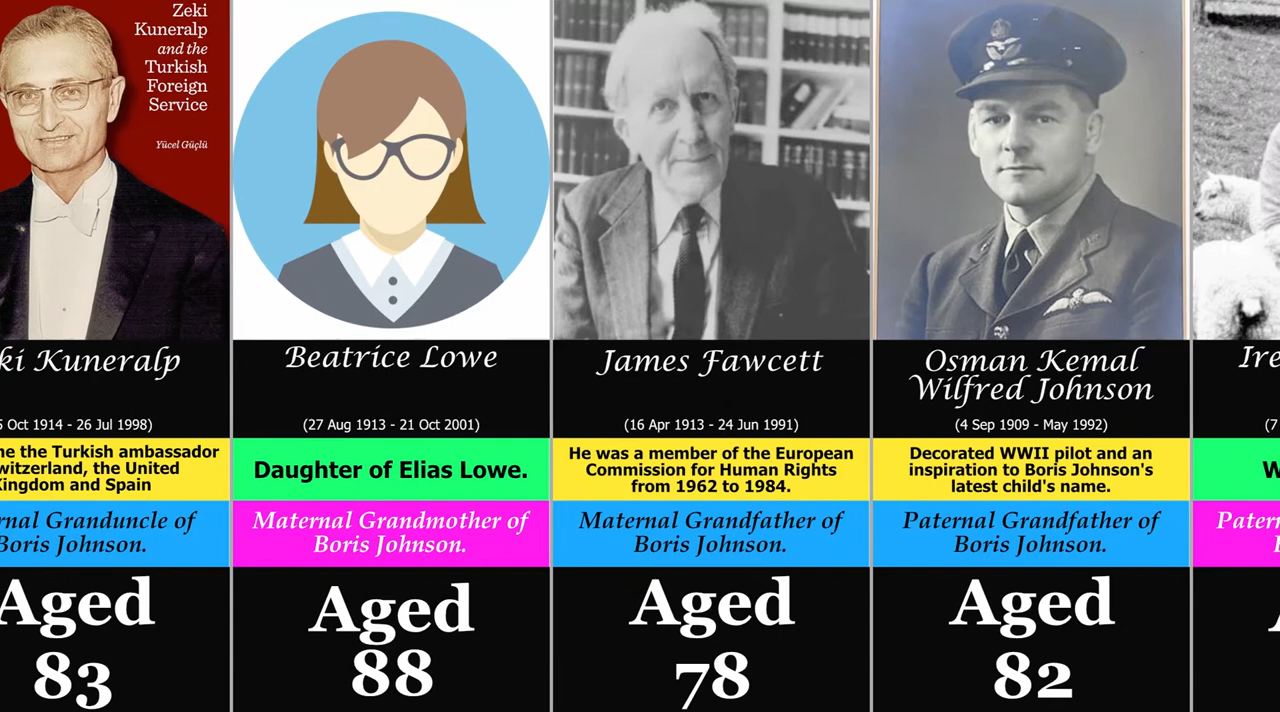 Zeki
Kuneralp
and the
Turkish
Foreign
Service
Yücel Güçlü
ki Kuneralp
Oct 1914 - 26 Jul 1998)
me the Turkish ambassador
witzerland, the United
Kingdom and Spain
rnal Granduncle of
Boris Johnson.
Aged
83
Beatrice Lowe
(27 Aug 1913 - 21 Oct 2001)
Daughter of Elias Lowe.
Maternal Grandmother of
Boris Johnson.
Aged
88
James Fawcett
(16 Apr 1913 - 24 Jun 1991)
He was a member of the European
Commission for Human Rights
from 1962 to 1984.
Maternal Grandfather of
Boris Johnson.
Aged
78
Osman Kemal
Wilfred Johnson
(4 Sep 1909 - May 1992)
Decorated WWII pilot and an
inspiration to Boris Johnson's
latest child's name.
Paternal Grandfather of
Boris Johnson.
Aged
82
Ire
(7
W
Patern